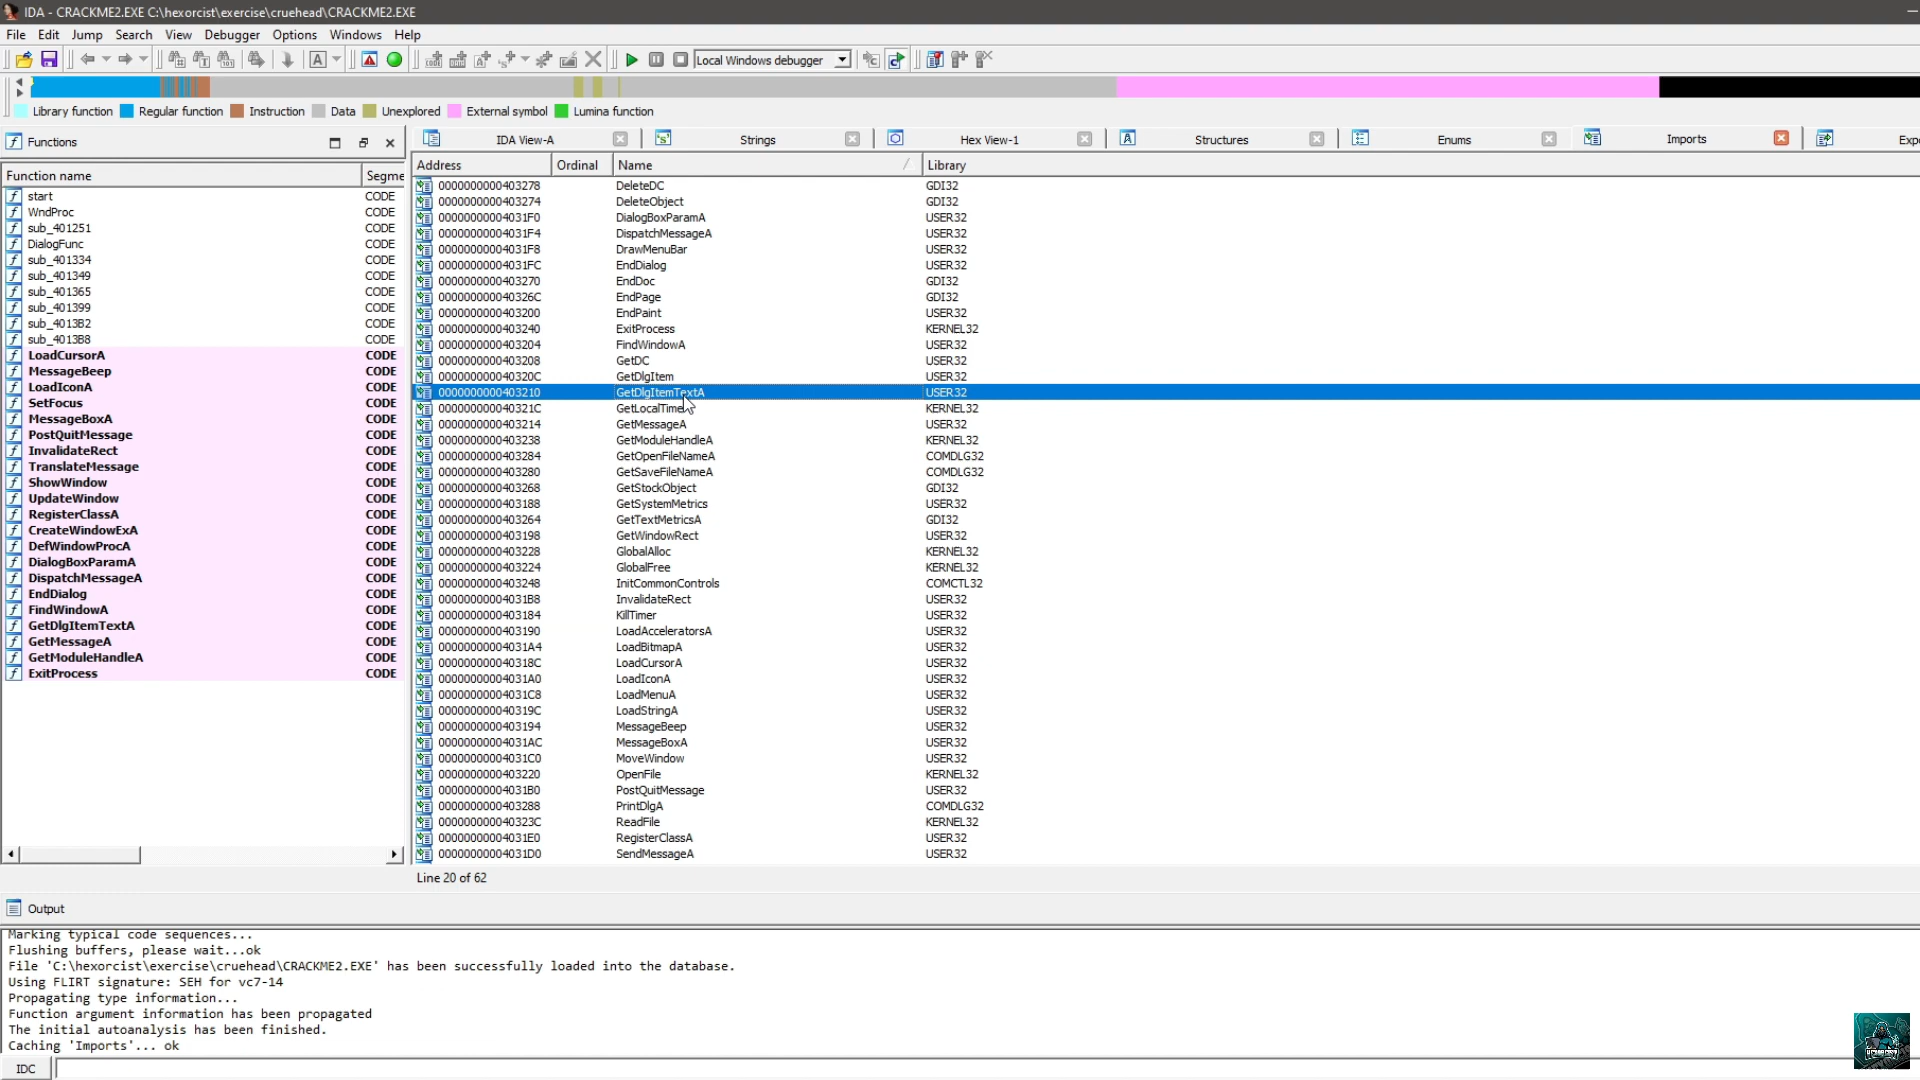 IDA - CRACKME2.EXE C:\hexorcist\exercise\cruehead\CRACKME2.EXE
File Edit Jump Search View Debugger Options Windows Help
Local Windows debugger
Library function Regular function Instruction Data Unexplored External symbol Lumina function
Functions
IDA View-A Strings Hex View-1 Structures Enums Imports Exp
Function name Segme
start CODE
WndProc CODE
sub_401251 CODE
DialogFunc CODE
sub_401334 CODE
sub_401349 CODE
sub_401365 CODE
sub_401399 CODE
sub_4013B2 CODE
sub_4013B8 CODE
LoadCursorA CODE
MessageBeep CODE
LoadIconA CODE
SetFocus CODE
MessageBoxA CODE
PostQuitMessage CODE
InvalidateRect CODE
TranslateMessage CODE
ShowWindow CODE
UpdateWindow CODE
RegisterClassA CODE
CreateWindowExA CODE
DefWindowProcA CODE
DialogBoxParamA CODE
DispatchMessageA CODE
EndDialog CODE
FindWindowA CODE
GetDlgItemTextA CODE
GetMessageA CODE
GetModuleHandleA CODE
ExitProcess CODE
Address Ordinal Name Library
0000000000403278 DeleteDC GDI32
0000000000403274 DeleteObject GDI32
00000000004031F0 DialogBoxParamA USER32
00000000004031F4 DispatchMessageA USER32
00000000004031F8 DrawMenuBar USER32
00000000004031FC EndDialog USER32
0000000000403270 EndDoc GDI32
000000000040326C EndPage GDI32
0000000000403200 EndPaint USER32
0000000000403240 ExitProcess KERNEL32
0000000000403204 FindWindowA USER32
0000000000403208 GetDC USER32
000000000040320C GetDlgItem USER32
0000000000403210 GetDlgItemTextA USER32
000000000040321C GetLocalTime KERNEL32
0000000000403214 GetMessageA USER32
0000000000403238 GetModuleHandleA KERNEL32
0000000000403284 GetOpenFileNameA COMDLG32
0000000000403280 GetSaveFileNameA COMDLG32
0000000000403268 GetStockObject GDI32
0000000000403188 GetSystemMetrics USER32
0000000000403264 GetTextMetricsA GDI32
0000000000403198 GetWindowRect USER32
0000000000403228 GlobalAlloc KERNEL32
0000000000403224 GlobalFree KERNEL32
0000000000403248 InitCommonControls COMCTL32
00000000004031B8 InvalidateRect USER32
0000000000403184 KillTimer USER32
0000000000403190 LoadAcceleratorsA USER32
00000000004031A4 LoadBitmapA USER32
000000000040318C LoadCursorA USER32
00000000004031A0 LoadIconA USER32
00000000004031C8 LoadMenuA USER32
000000000040319C LoadStringA USER32
0000000000403194 MessageBeep USER32
00000000004031AC MessageBoxA USER32
00000000004031C0 MoveWindow USER32
0000000000403220 OpenFile KERNEL32
00000000004031B0 PostQuitMessage USER32
0000000000403288 PrintDlgA COMDLG32
000000000040323C ReadFile KERNEL32
00000000004031E0 RegisterClassA USER32
00000000004031D0 SendMessageA USER32
Line 20 of 62
Output
Marking typical code sequences...
Flushing buffers, please wait...ok
File 'C:\hexorcist\exercise\cruehead\CRACKME2.EXE' has been successfully loaded into the database.
Using FLIRT signature: SEH for vc7-14
Propagating type information...
Function argument information has been propagated
The initial autoanalysis has been finished.
Caching 'Imports'... ok
IDC